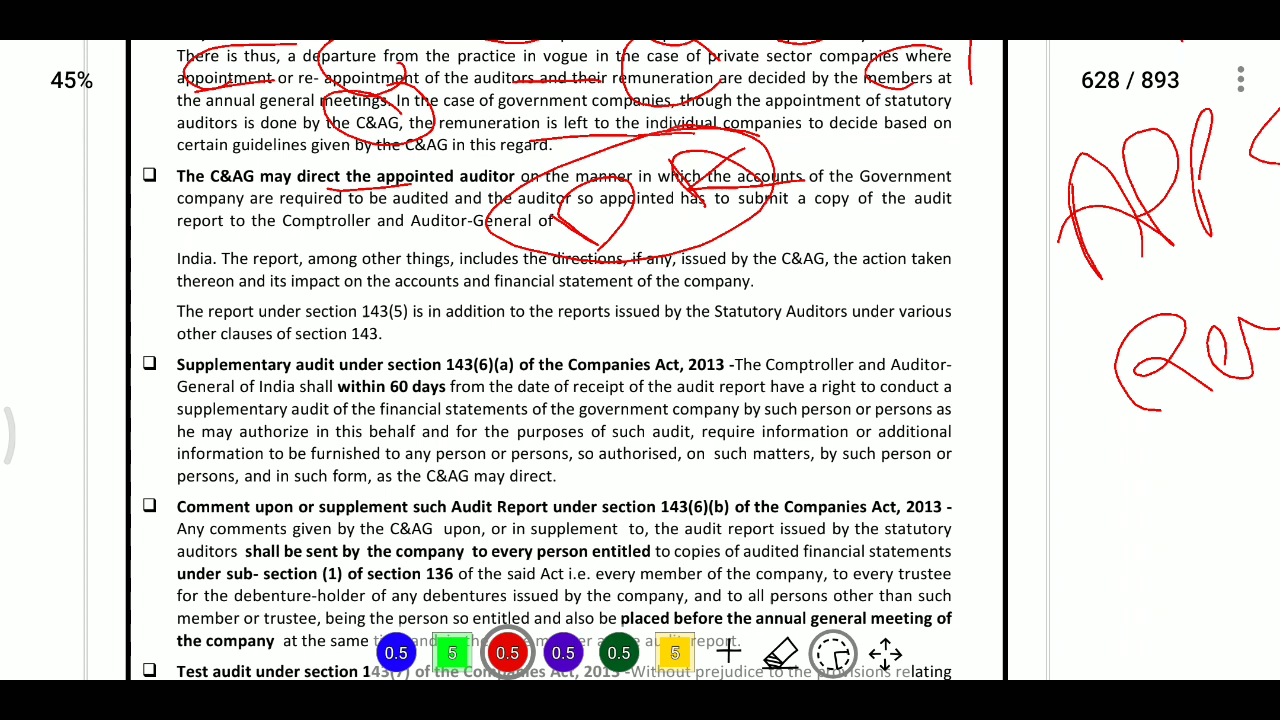 There is thus, a departure from the practice in vogue in the case of private sector companies where
45%
628 / 893
appointment or re- appointment of the auditors and their remuneration are decided by the members at
the annual general meetings. In the case of government companies, though the appointment of statutory
auditors is done by the C&AG, the remuneration is left to the individual companies to decide based on
certain guidelines given by the C&AG in this regard.
❑ The C&AG may direct the appointed auditor on the manner in which the accounts of the Government
company are required to be audited and the auditor so appointed has to submit a copy of the audit
report to the Comptroller and Auditor-General of
India. The report, among other things, includes the directions, if any, issued by the C&AG, the action taken
thereon and its impact on the accounts and financial statement of the company.
The report under section 143(5) is in addition to the reports issued by the Statutory Auditors under various
other clauses of section 143.
❑ Supplementary audit under section 143(6)(a) of the Companies Act, 2013 -The Comptroller and Auditor-
General of India shall within 60 days from the date of receipt of the audit report have a right to conduct a
supplementary audit of the financial statements of the government company by such person or persons as
he may authorize in this behalf and for the purposes of such audit, require information or additional
information to be furnished to any person or persons, so authorised, on such matters, by such person or
persons, and in such form, as the C&AG may direct.
❑ Comment upon or supplement such Audit Report under section 143(6)(b) of the Companies Act, 2013 -
Any comments given by the C&AG upon, or in supplement to, the audit report issued by the statutory
auditors shall be sent by the company to every person entitled to copies of audited financial statements
under sub- section (1) of section 136 of the said Act i.e. every member of the company, to every trustee
for the debenture-holder of any debentures issued by the company, and to all persons other than such
member or trustee, being the person so entitled and also be placed before the annual general meeting of
the company at the same report.
0.5 5 0.5 0.5 0.5 5
❑ Test audit under section 143(7) of the Companies Act, 2013 -Without prejudice to the provisions relating